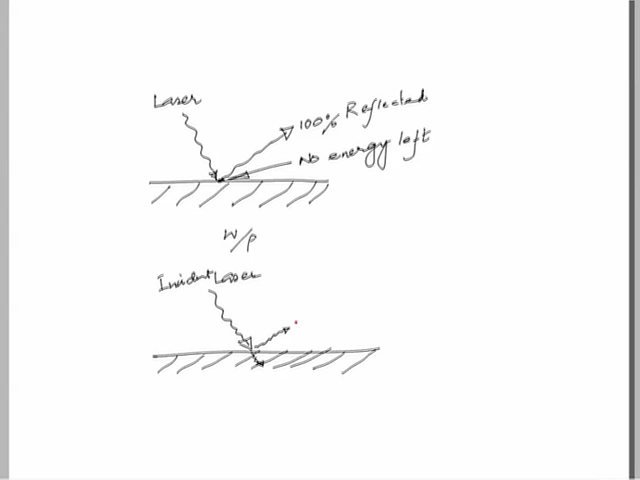 Laser
100% Reflected
No energy left
W/P
Incident Laser